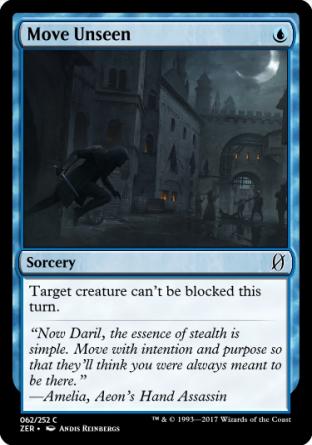 Move Unseen
Sorcery
Target creature can't be blocked this
turn.
“Now Daril, the essence of stealth is
simple. Move with intention and purpose so
that they'll think you were always meant to
be there.”
—Amelia, Aeon's Hand Assassin
062/252 C
ZER • Andis Reinbergs
™ & © 1993—2017 Wizards of the Coast